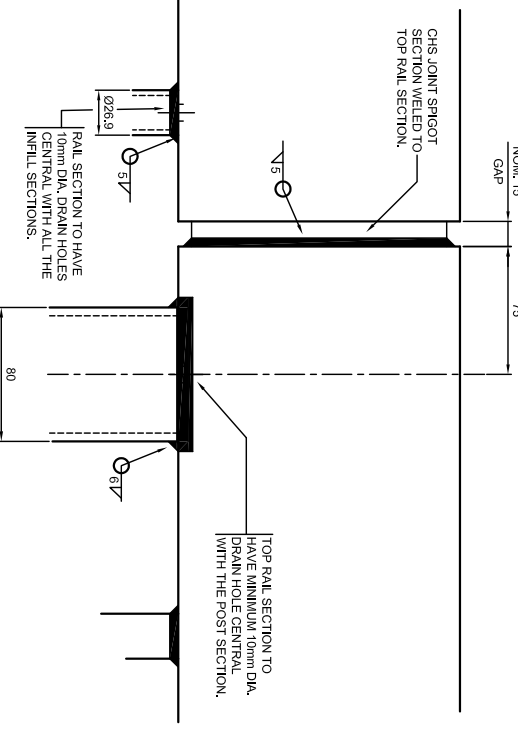 CHS JOINT SPIGOT
SECTION WELED TO
TOP RAIL SECTION.
GAP
75
5
Ø26.9
5
RAIL SECTION TO HAVE
10mm DIA. DRAIN HOLES
CENTRAL WITH ALL THE
INFILL SECTIONS.
80
6
TOP RAIL SECTION TO
HAVE MINIMUM 10mm DIA.
DRAIN HOLE CENTRAL
WITH THE POST SECTION.